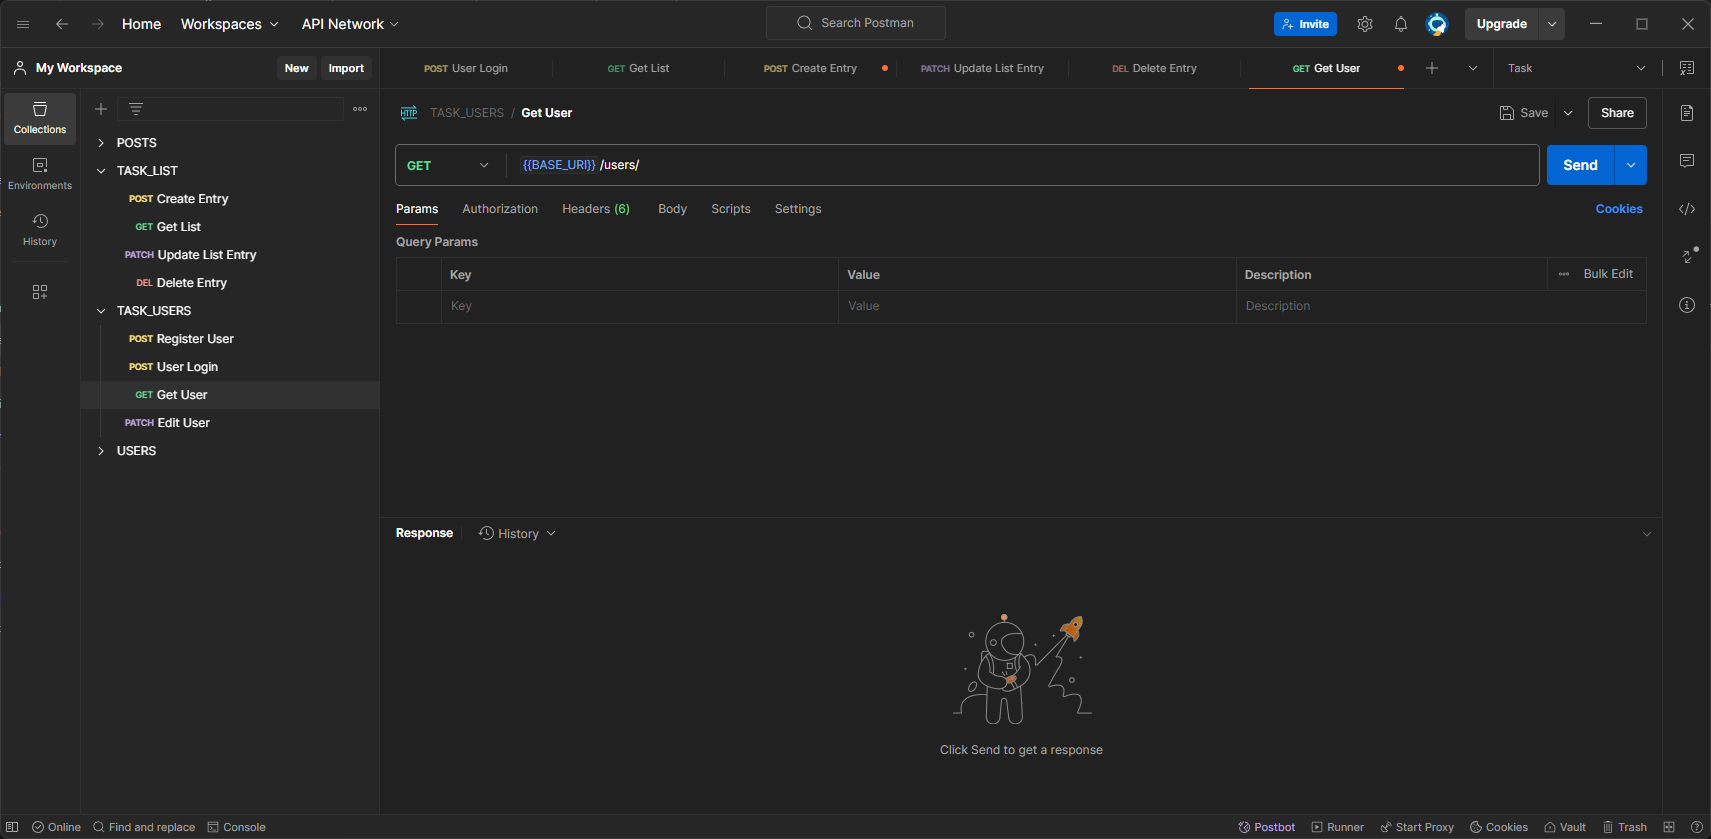 Home Workspaces API Network Search Postman Invite Upgrade
My Workspace New Import POST User Login GET Get List POST Create Entry PATCH Update List Entry DEL Delete Entry GET Get User Task
Collections
Environments
History
POSTS
TASK_LIST
POST Create Entry
GET Get List
PATCH Update List Entry
DEL Delete Entry
TASK_USERS
POST Register User
POST User Login
GET Get User
PATCH Edit User
USERS
HTTP TASK_USERS / Get User Save Share
GET {{BASE_URI}} /users/ Send
Params Authorization Headers (6) Body Scripts Settings Cookies
Query Params
Key Value Description Bulk Edit
Key Value Description
Response History
Click Send to get a response
Online Find and replace Console Postbot Runner Start Proxy Cookies Vault Trash